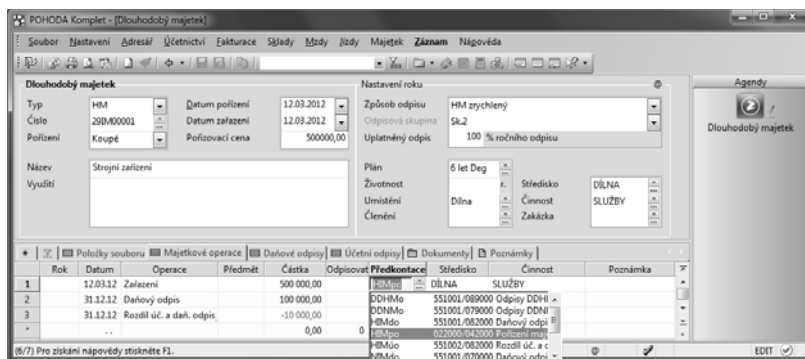 POHODA Komplet - [Dlouhodobý majetek]
Soubor Nastavení Adresář Účetnictví Fakturace Sklady Mzdy Jízdy Majetek Záznam Nápověda
Dlouhodobý majetek
Typ HM Datum pořízení 12.03.2012
Číslo 29IM00001 Datum zařazení 12.03.2012
Pořízení Koupě Pořizovací cena 500000,00
Název Strojní zařízení
Využití
Nastavení roku
Způsob odpisu HM zrychlený
Odpisová skupina Sk.2
Uplatněný odpis 100 % ročního odpisu
Plán 6 let Deg
Životnost r. Středisko DÍLNA
Umístění Dílna Činnost SLUŽBY
Členění Zakázka
Agendy
Dlouhodobý majetek
Položky souboru Majetkové operace Daňové odpisy Účetní odpisy Dokumenty Poznámky
Rok Datum Operace Předmět Částka Odpisovat Předkontace Středisko Činnost Poznámka
1 12.03.12 Zařazení 500 000,00 HIMpo DÍLNA SLUŽBY
2 31.12.12 Daňový odpis 100 000,00
3 31.12.12 Rozdíl úč. a daň. odpis -10 000,00
* . . 0,00 0
DDHMo 551001/089000 Odpisy DDHI
DDNMo 551001/079000 Odpisy DDNI
HIMdo 551001/082000 Daňový odpi
HIMpo 022000/042000 Pořízení maj
HIMúo 551002/082000 Rozdíl úč. a d
NIMdo 551001/070000 Daňový odpi
(6/7) Pro získání nápovědy stiskněte F1.
EDIT